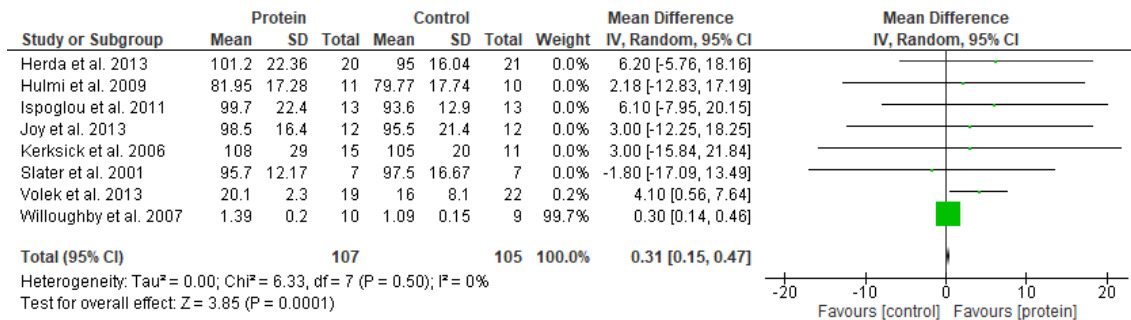 Protein Control Mean Difference Mean Difference
Study or Subgroup Mean SD Total Mean SD Total Weight IV, Random, 95% CI IV, Random, 95% CI
Herda et al. 2013 101.2 22.36 20 95 16.04 21 0.0% 6.20 [-5.76, 18.16]
Hulmi et al. 2009 81.95 17.28 11 79.77 17.74 10 0.0% 2.18 [-12.83, 17.19]
Ispoglou et al. 2011 99.7 22.4 13 93.6 12.9 13 0.0% 6.10 [-7.95, 20.15]
Joy et al. 2013 98.5 16.4 12 95.5 21.4 12 0.0% 3.00 [-12.25, 18.25]
Kerksick et al. 2006 108 29 15 105 20 11 0.0% 3.00 [-15.84, 21.84]
Slater et al. 2001 95.7 12.17 7 97.5 16.67 7 0.0% -1.80 [-17.09, 13.49]
Volek et al. 2013 20.1 2.3 19 16 8.1 22 0.2% 4.10 [0.56, 7.64]
Willoughby et al. 2007 1.39 0.2 10 1.09 0.15 9 99.7% 0.30 [0.14, 0.46]
Total (95% CI) 107 105 100.0% 0.31 [0.15, 0.47]
Heterogeneity: Tau² = 0.00; Chi² = 6.33, df = 7 (P = 0.50); I² = 0%
Test for overall effect: Z = 3.85 (P = 0.0001)
-20 -10 0 10 20
Favours [control] Favours [protein]